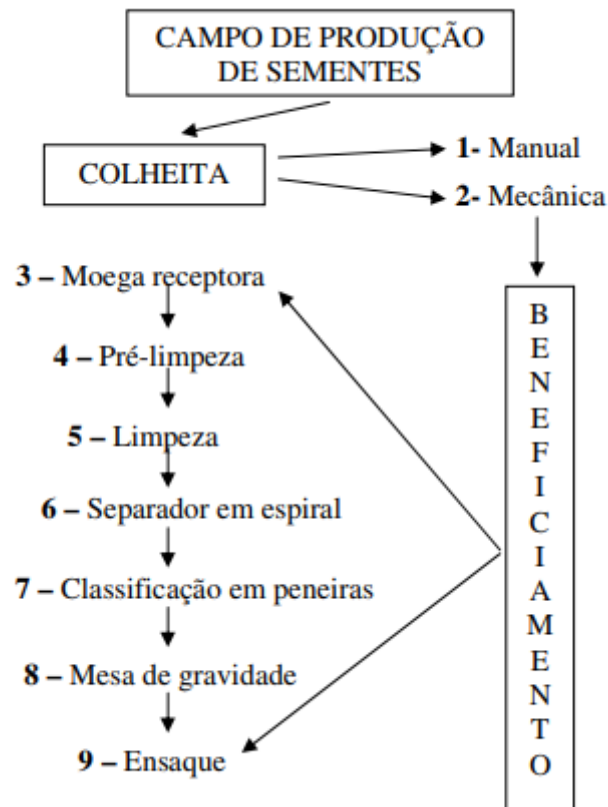 CAMPO DE PRODUÇÃO
DE SEMENTES
COLHEITA
1- Manual
2- Mecânica
3 – Moega receptora
4 – Pré-limpeza
5 – Limpeza
6 – Separador em espiral
7 – Classificação em peneiras
8 – Mesa de gravidade
9 – Ensaque
B
E
N
E
F
I
C
I
A
M
E
N
T
O